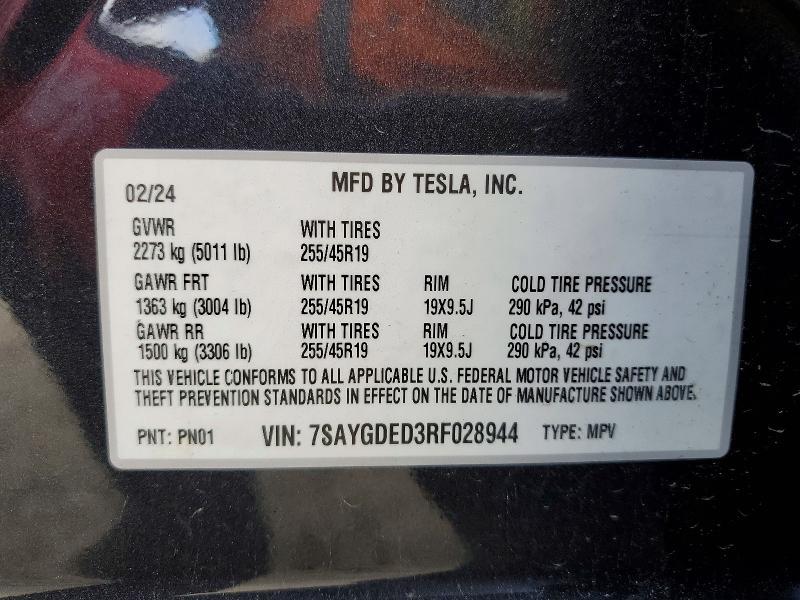 MFD BY TESLA, INC.
02/24
GVWR WITH TIRES
2273 kg (5011 lb) 255/45R19
GAWR FRT WITH TIRES RIM COLD TIRE PRESSURE
1363 kg (3004 lb) 255/45R19 19X9.5J 290 kPa, 42 psi
GAWR RR WITH TIRES RIM COLD TIRE PRESSURE
1500 kg (3306 lb) 255/45R19 19X9.5J 290 kPa, 42 psi
THIS VEHICLE CONFORMS TO ALL APPLICABLE U.S. FEDERAL MOTOR VEHICLE SAFETY AND
THEFT PREVENTION STANDARDS IN EFFECT ON THE DATE OF MANUFACTURE SHOWN ABOVE.
PNT: PN01 VIN: 7SAYGDED3RF028944 TYPE: MPV